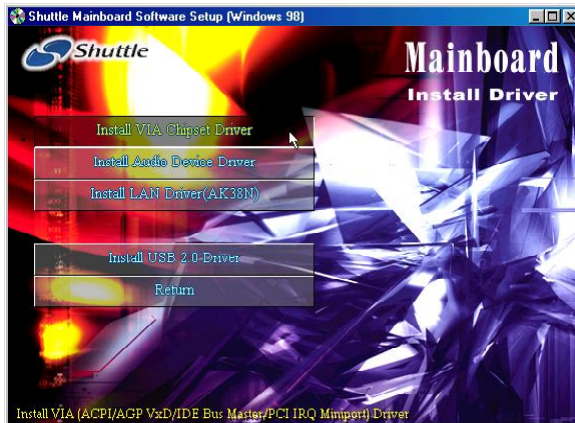 Shuttle Mainboard Software Setup (Windows 98)
Shuttle
Mainboard
Install Driver
Install VIA Chipset Driver
Install Audio Device Driver
Install LAN Driver(AK38N)
Install USB 2.0 Driver
Return
Install VIA (ACPI/AGP VxD/IDE Bus Master/PCI IRQ Miniport) Driver